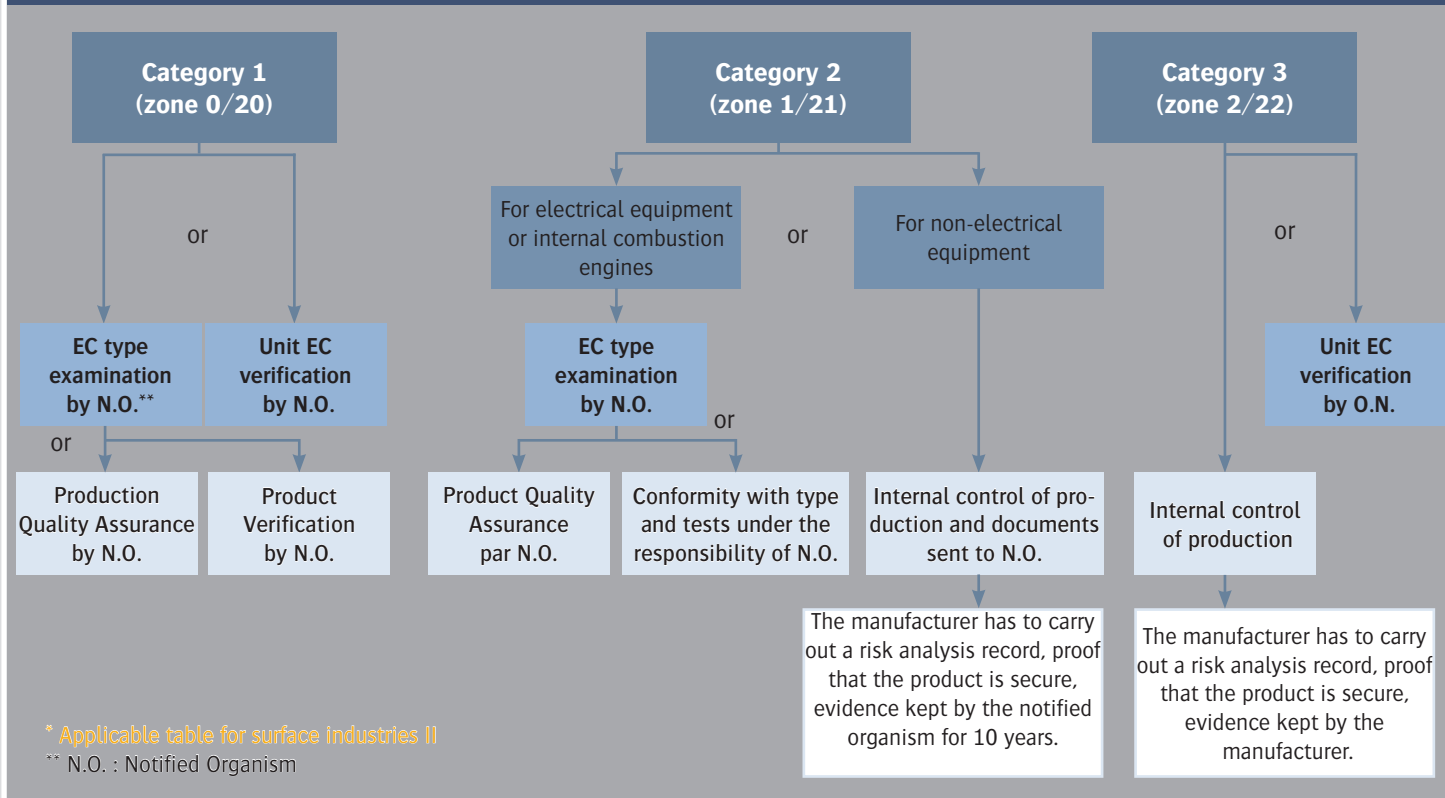 Category 1
(zone 0/20)
Category 2
(zone 1/21)
Category 3
(zone 2/22)
or
For electrical equipment
or internal combustion
engines
or
For non-electrical
equipment
or
EC type
examination
by N.O.**
Unit EC
verification
by N.O.
EC type
examination
by N.O.
Unit EC
verification
by O.N.
or
or
Production
Quality Assurance
by N.O.
Product
Verification
by N.O.
Product Quality
Assurance
par N.O.
Conformity with type
and tests under the
responsibility of N.O.
Internal control of pro-
duction and documents
sent to N.O.
Internal control
of production
The manufacturer has to carry
out a risk analysis record, proof
that the product is secure,
evidence kept by the notified
organism for 10 years.
The manufacturer has to carry
out a risk analysis record, proof
that the product is secure,
evidence kept by the
manufacturer.
* Applicable table for surface industries II
** N.O. : Notified Organism